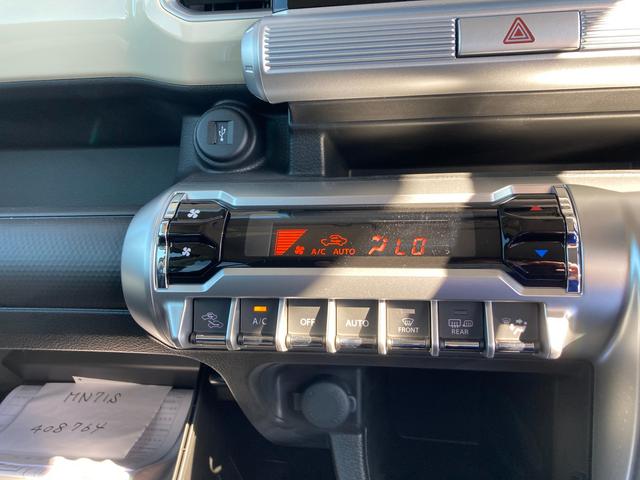 A/C AUTO LO
A/C OFF AUTO FRONT REAR
MN71S
408764